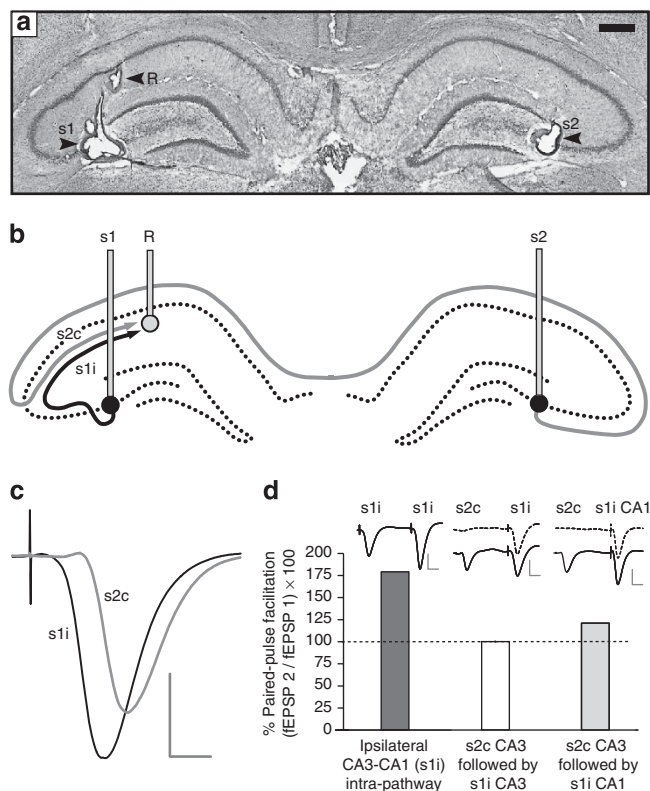 a
R
s1
s2
b
s1
R
s2
s2c
s1i
c
s2c
s1i
d
s1i s1i s2c s1i s2c s1i CA1
% Paired-pulse facilitation
(fEPSP 2 / fEPSP 1) × 100
200
175
150
125
100
75
50
25
0
Ipsilateral
CA3-CA1 (s1i)
intra-pathway
s2c CA3
followed by
s1i CA3
s2c CA3
followed by
s1i CA1